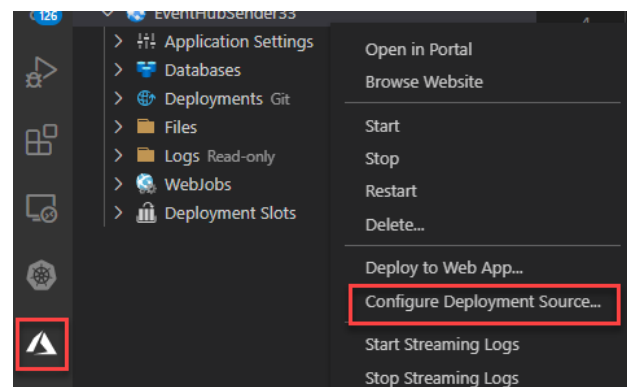 126
EventHubSender33
Application Settings
Databases
Deployments Git
Files
Logs Read-only
WebJobs
Deployment Slots
4
Open in Portal
Browse Website
Start
Stop
Restart
Delete...
Deploy to Web App...
Configure Deployment Source...
Start Streaming Logs
Stop Streaming Logs